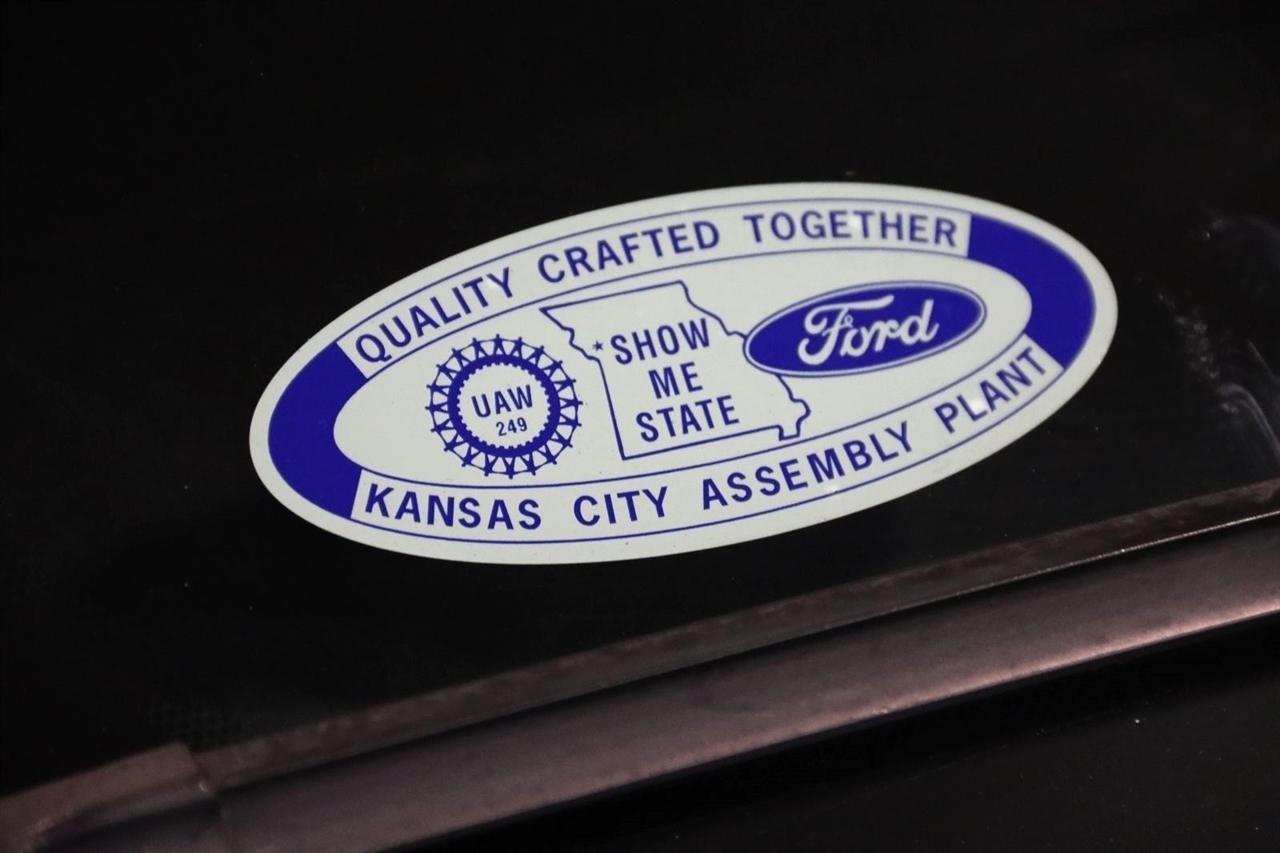 QUALITY CRAFTED TOGETHER
UAW
249
SHOW
ME
STATE
Ford
KANSAS CITY ASSEMBLY PLANT